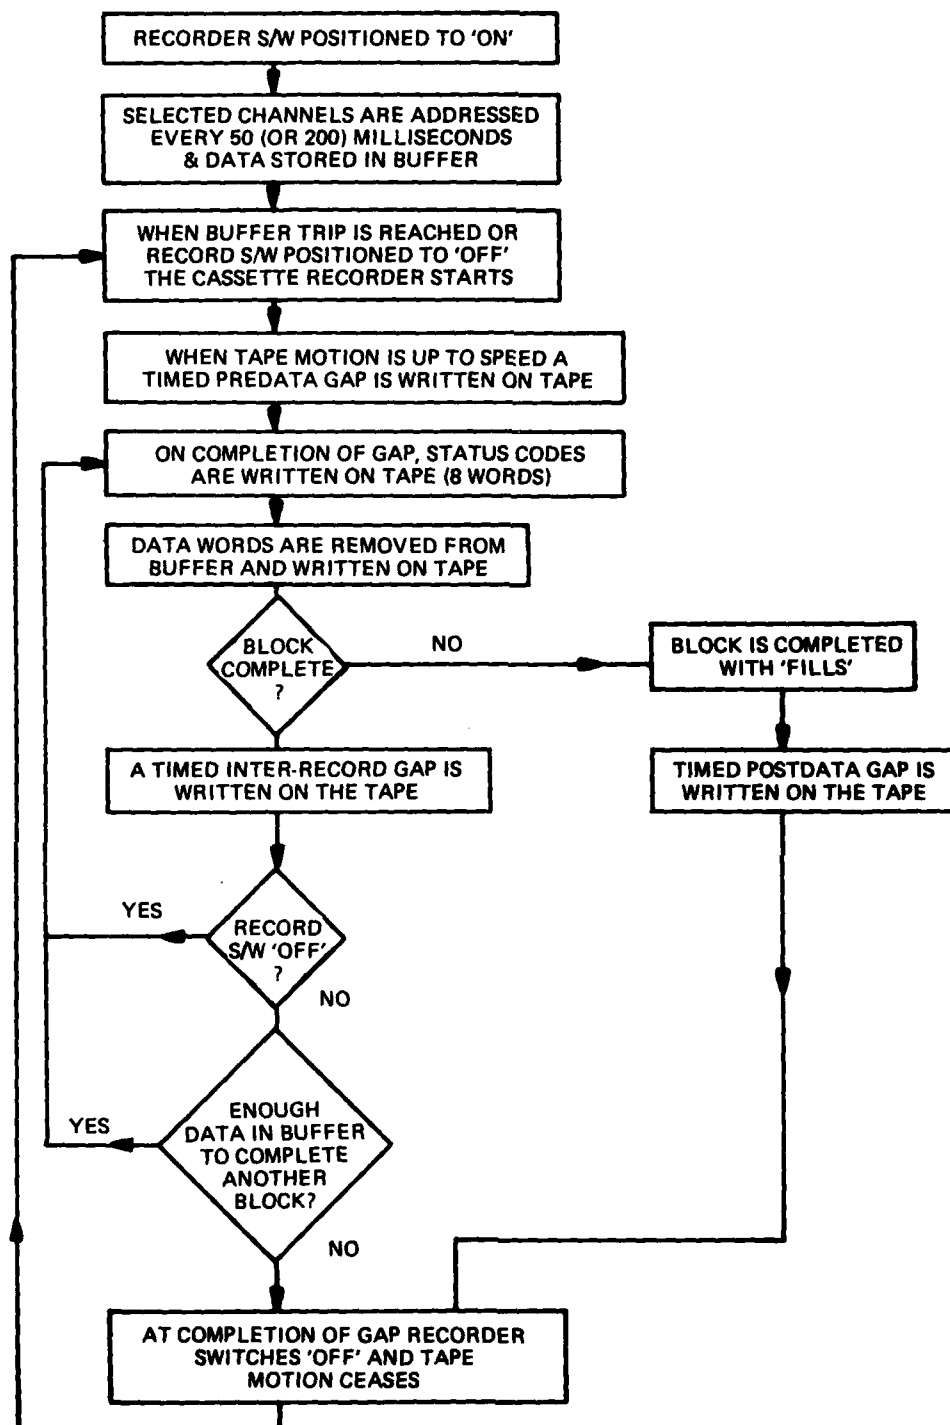 RECORDER S/W POSITIONED TO 'ON'
SELECTED CHANNELS ARE ADDRESSED
EVERY 50 (OR 200) MILLISECONDS
& DATA STORED IN BUFFER
WHEN BUFFER TRIP IS REACHED OR
RECORD S/W POSITIONED TO 'OFF'
THE CASSETTE RECORDER STARTS
WHEN TAPE MOTION IS UP TO SPEED A
TIMED PREDATA GAP IS WRITTEN ON TAPE
ON COMPLETION OF GAP, STATUS CODES
ARE WRITTEN ON TAPE (8 WORDS)
DATA WORDS ARE REMOVED FROM
BUFFER AND WRITTEN ON TAPE
BLOCK
COMPLETE
?
NO
BLOCK IS COMPLETED
WITH 'FILLS'
A TIMED INTER-RECORD GAP IS
WRITTEN ON THE TAPE
TIMED POSTDATA GAP IS
WRITTEN ON THE TAPE
YES
RECORD
S/W 'OFF'
?
NO
YES
ENOUGH
DATA IN BUFFER
TO COMPLETE
ANOTHER
BLOCK?
NO
AT COMPLETION OF GAP RECORDER
SWITCHES 'OFF' AND TAPE
MOTION CEASES